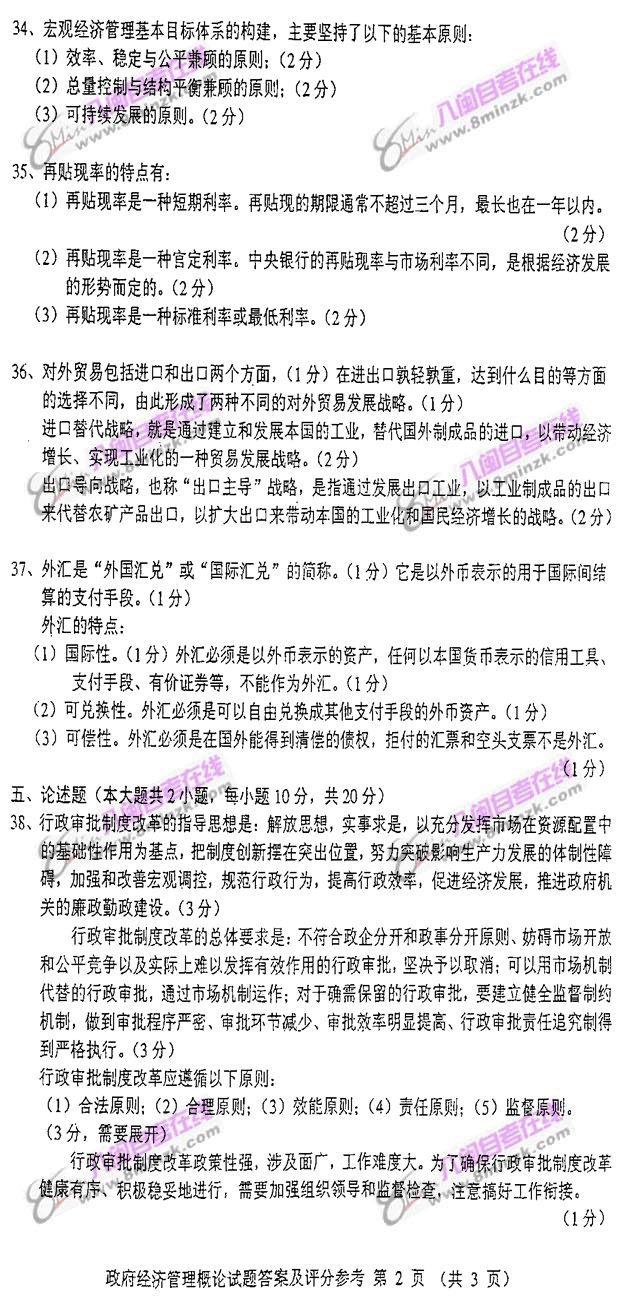 34、宏观经济管理基本目标体系的构建，主要坚持了以下的基本原则：
（1）效率、稳定与公平兼顾的原则；（2分）
（2）总量控制与结构平衡兼顾的原则；（2分）
（3）可持续发展的原则。（2分）
35、再贴现率的特点有：
（1）再贴现率是一种短期利率。再贴现的期限通常不超过三个月，最长也在一年以内。
（2分）
（2）再贴现率是一种官定利率。中央银行的再贴现率与市场利率不同，是根据经济发展
的形势而定的。（2分）
（3）再贴现率是一种标准利率或最低利率。（2分）
36、对外贸易包括进口和出口两个方面，（1分）在进出口孰轻孰重，达到什么目的等方面
的选择不同，由此形成了两种不同的对外贸易发展战略。（1分）
进口替代战略，就是通过建立和发展本国的工业，替代国外制成品的进口，以带动经济
增长、实现工业化的一种贸易发展战略。（2分）
出口导向战略，也称“出口主导”战略，是指通过发展出口工业，以工业制成品的出口
来代替农矿产品出口，以扩大出口来带动本国的工业化和国民经济增长的战略。（2分）
37、外汇是“外国汇兑”或“国际汇兑”的简称。（1分）它是以外币表示的用于国际间结
算的支付手段。（1分）
外汇的特点：
（1）国际性。（1分）外汇必须是以外币表示的资产，任何以本国货币表示的信用工具、
支付手段、有价证券等，不能作为外汇。（1分）
（2）可兑换性。外汇必须是可以自由兑换成其他支付手段的外币资产。（1分）
（3）可偿性。外汇必须是在国外能得到清偿的债权，拒付的汇票和空头支票不是外汇。
（1分）
五、论述题（本大题共2小题，每小题10分，共20分）
38、行政审批制度改革的指导思想是：解放思想，实事求是，以充分发挥市场在资源配置中
的基础性作用为基点，把制度创新摆在突出位置，努力突破影响生产力发展的体制性障
碍，加强和改善宏观调控，规范行政行为，提高行政效率，促进经济发展，推进政府机
关的廉政勤政建设。（3分）
行政审批制度改革的总体要求是：不符合政企分开和政事分开原则、妨碍市场开放
和公平竞争以及实际上难以发挥有效作用的行政审批，坚决予以取消；可以用市场机制
代替的行政审批，通过市场机制运作；对于确需保留的行政审批，要建立健全监督制约
机制，做到审批程序严密、审批环节减少、审批效率明显提高、行政审批责任追究制得
到严格执行。（3分）
行政审批制度改革应遵循以下原则：
（1）合法原则；（2）合理原则；（3）效能原则；（4）责任原则；（5）监督原则。
（3分，需要展开）
行政审批制度改革政策性强，涉及面广，工作难度大。为了确保行政审批制度改革
健康有序、积极稳妥地进行，需要加强组织领导和监督检查，注意搞好工作衔接。
（1分）
政府经济管理概论试题答案及评分参考 第 2 页 （共 3 页）
八闽自考在线
www.8minzk.com